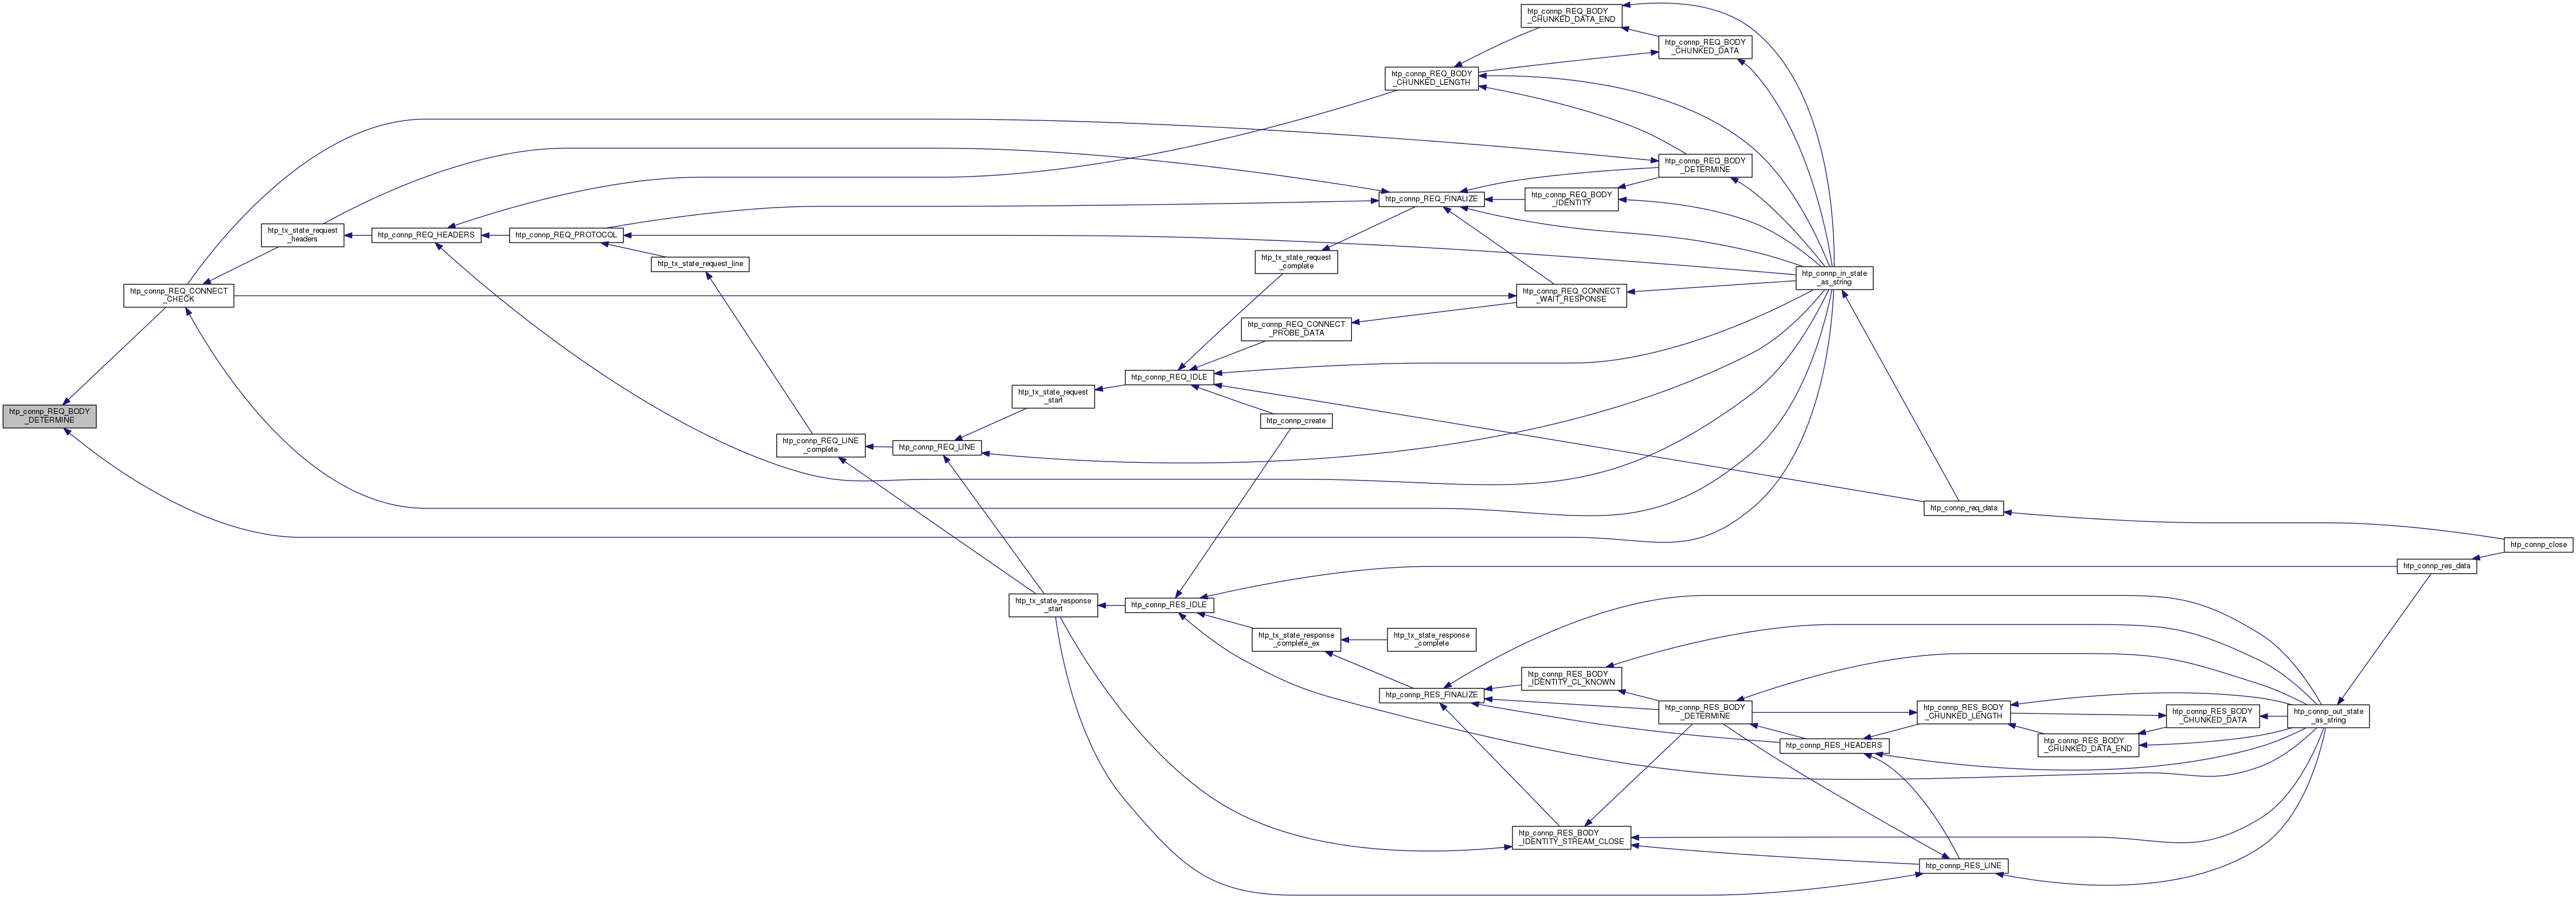 htp_connp_REQ_BODY
_CHUNKED_DATA_END
htp_connp_REQ_BODY
_CHUNKED_DATA
htp_connp_REQ_BODY
_CHUNKED_LENGTH
htp_connp_REQ_BODY
_DETERMINE
htp_connp_REQ_BODY
_IDENTITY
htp_connp_REQ_FINALIZE
htp_tx_state_request
_headers
htp_connp_REQ_HEADERS
htp_connp_REQ_PROTOCOL
htp_tx_state_request_line
htp_tx_state_request
_complete
htp_connp_in_state
_as_string
htp_connp_REQ_CONNECT
_CHECK
htp_connp_REQ_CONNECT
_WAIT_RESPONSE
htp_connp_REQ_CONNECT
_PROBE_DATA
htp_connp_REQ_IDLE
htp_tx_state_request
_start
htp_connp_REQ_BODY
_DETERMINE
htp_connp_create
htp_connp_REQ_LINE
_complete
htp_connp_REQ_LINE
htp_connp_req_data
htp_connp_close
htp_connp_res_data
htp_tx_state_response
_start
htp_connp_RES_IDLE
htp_tx_state_response
_complete_ex
htp_tx_state_response
_complete
htp_connp_RES_BODY
_IDENTITY_CL_KNOWN
htp_connp_RES_FINALIZE
htp_connp_RES_BODY
_DETERMINE
htp_connp_RES_BODY
_CHUNKED_LENGTH
htp_connp_RES_BODY
_CHUNKED_DATA
htp_connp_out_state
_as_string
htp_connp_RES_HEADERS
htp_connp_RES_BODY
_CHUNKED_DATA_END
htp_connp_RES_BODY
_IDENTITY_STREAM_CLOSE
htp_connp_RES_LINE